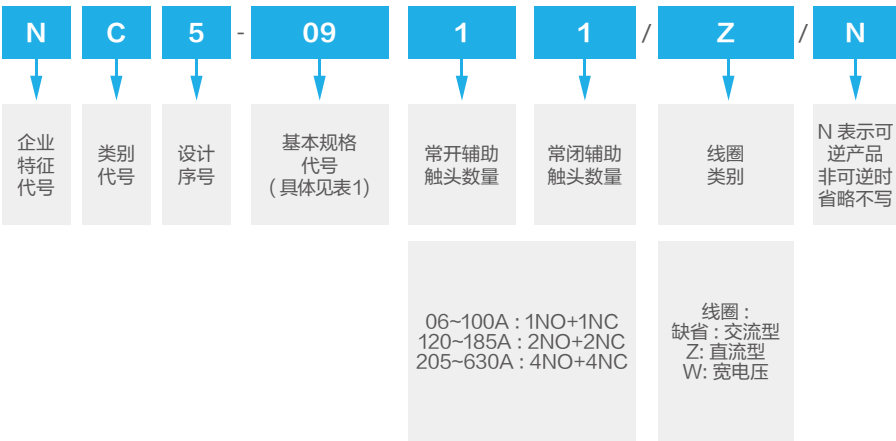 N C 5 - 09 1 1 / Z / N
企业
特征
代号
类别
代号
设计
序号
基本规格
代号
(具体见表1)
常开辅助
触头数量
常闭辅助
触头数量
线圈
类别
N 表示可
逆产品
非可逆时
省略不写
06~100A : 1NO+1NC
120~185A : 2NO+2NC
205~630A : 4NO+4NC
线圈 :
缺省 : 交流型
Z: 直流型
W: 宽电压